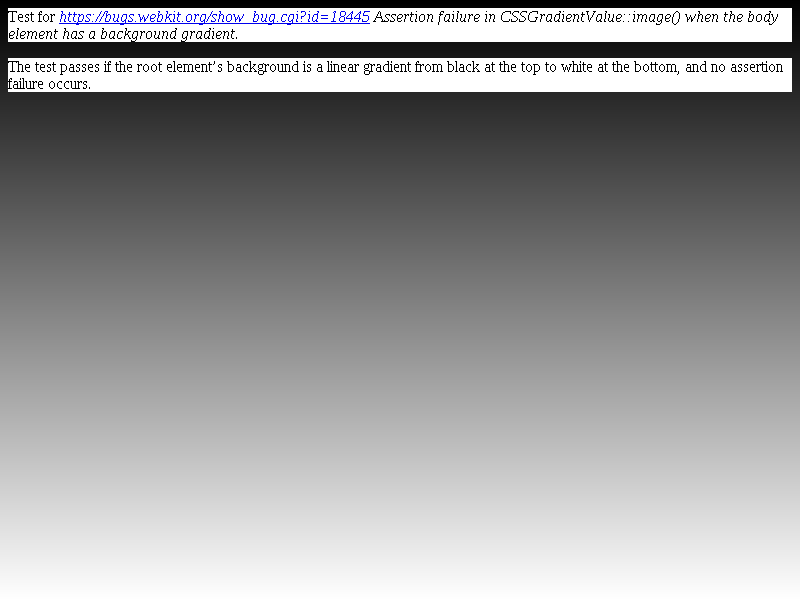 Test for https://bugs.webkit.org/show_bug.cgi?id=18445 Assertion failure in CSSGradientValue::image() when the body
element has a background gradient.
The test passes if the root element’s background is a linear gradient from black at the top to white at the bottom, and no assertion
failure occurs.